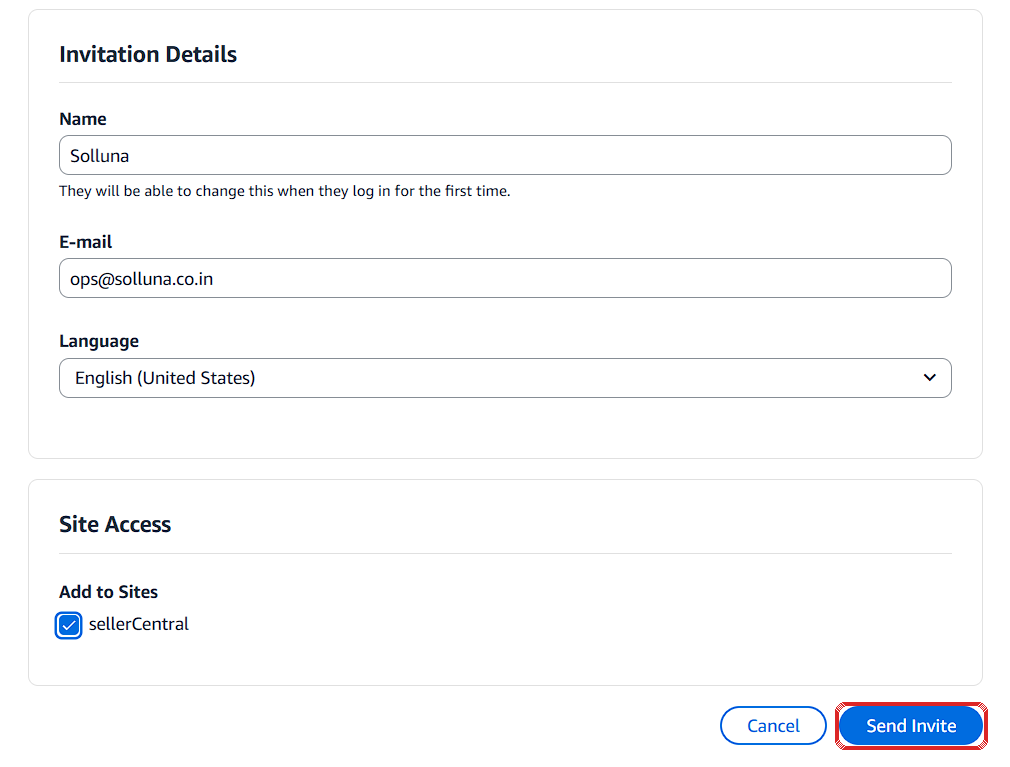 Invitation Details
Name
Solluna
They will be able to change this when they log in for the first time.
E-mail
ops@solluna.co.in
Language
English (United States)
Site Access
Add to Sites
sellerCentral
Cancel
Send Invite